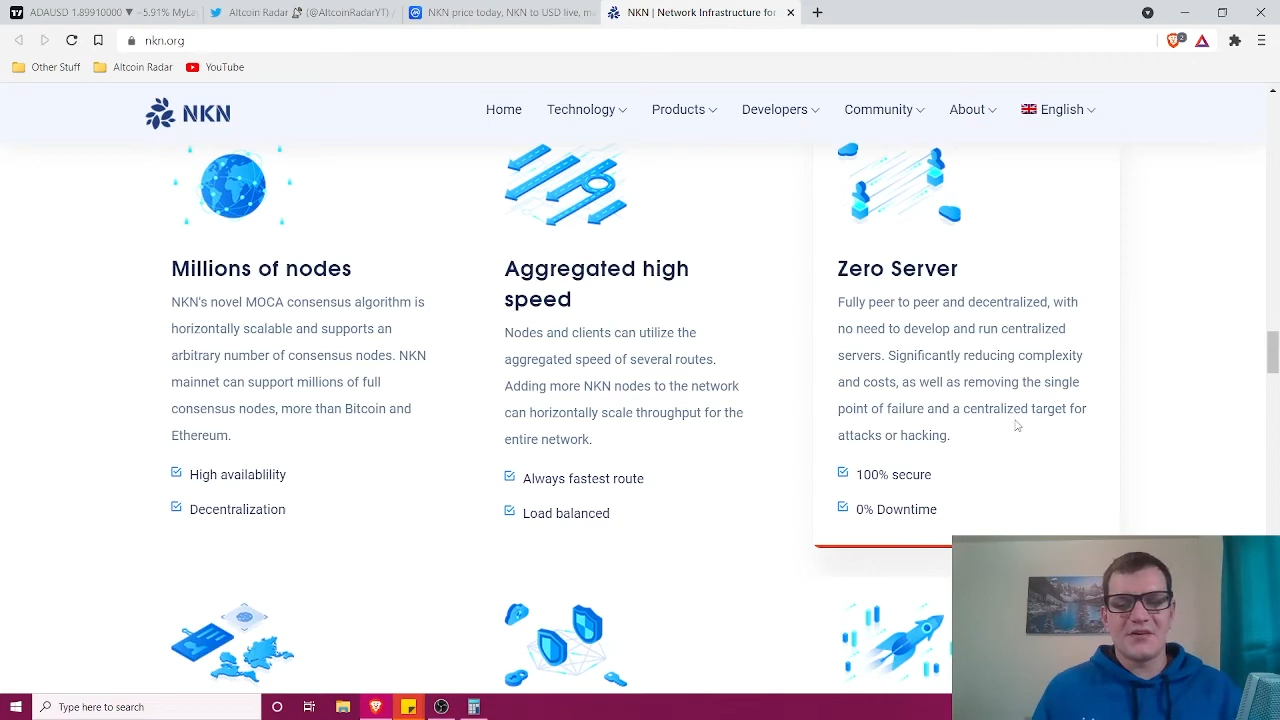 ADAUSD 1.89910000 ▼ −5.91% MyLa
Altcoin Radar (@AltcoinRadarYT) /
NKN price today, NKN to USD live, m
NKN | Network Infrastructure for
nkn.org
2
Other Stuff
Altcoin Radar
YouTube
NKN
Home
Technology
Products
Developers
Community
About
English
Millions of nodes
NKN's novel MOCA consensus algorithm is
horizontally scalable and supports an
arbitrary number of consensus nodes. NKN
mainnet can support millions of full
consensus nodes, more than Bitcoin and
Ethereum.
High availablility
Decentralization
Aggregated high
speed
Nodes and clients can utilize the
aggregated speed of several routes.
Adding more NKN nodes to the network
can horizontally scale throughput for the
entire network.
Always fastest route
Load balanced
Zero Server
Fully peer to peer and decentralized, with
no need to develop and run centralized
servers. Significantly reducing complexity
and costs, as well as removing the single
point of failure and a centralized target for
attacks or hacking.
100% secure
0% Downtime
Type here to search